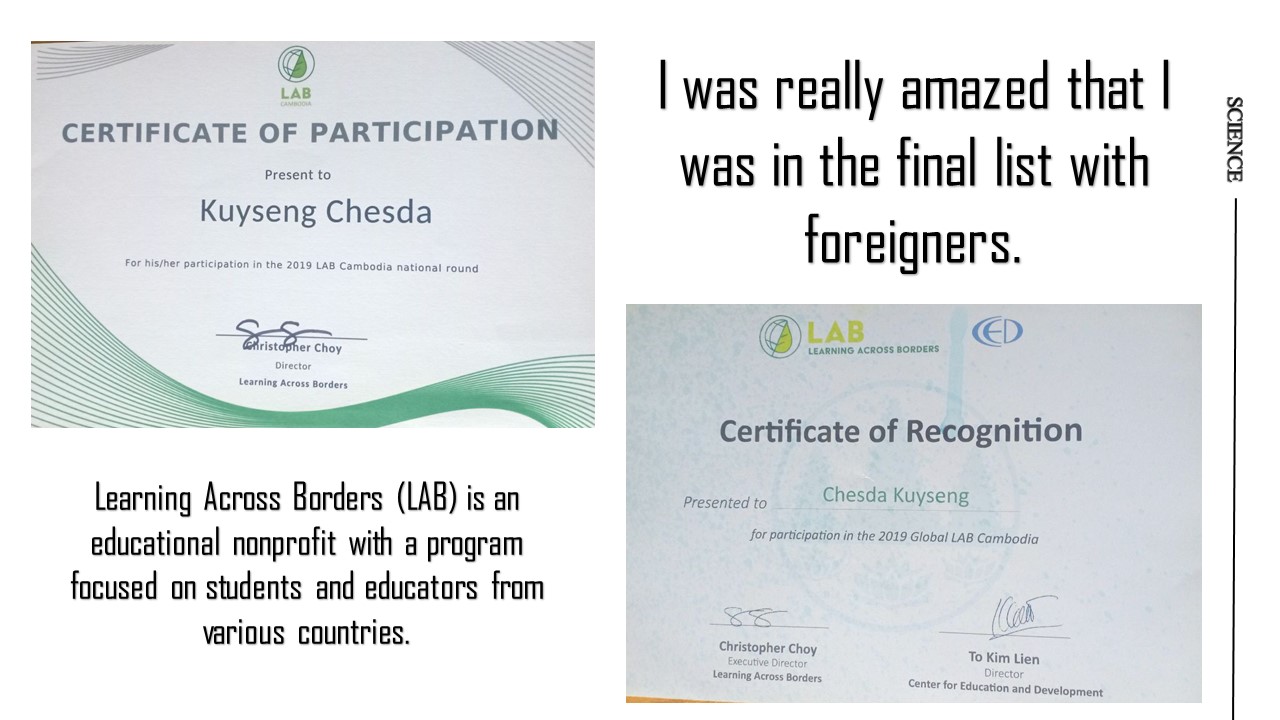 LAB
CAMBODIA
CERTIFICATE OF PARTICIPATION
Present to
Kuyseng Chesda
For his/her participation in the 2019 LAB Cambodia national round
Christopher Choy
Director
Learning Across Borders
Learning Across Borders (LAB) is an
educational nonprofit with a program
focused on students and educators from
various countries.
I was really amazed that I
was in the final list with
foreigners.
LAB
LEARNING ACROSS BORDERS
CED
Certificate of Recognition
Presented to Chesda Kuyseng
for participation in the 2019 Global LAB Cambodia
Christopher Choy
Executive Director
Learning Across Borders
To Kim Lien
Director
Center for Education and Development
SCIENCE